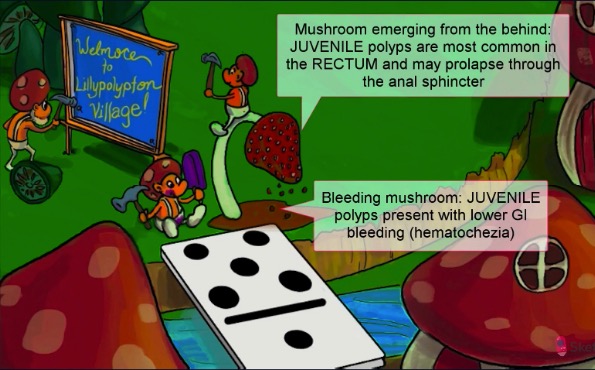 to
Lillypolypton
Village!
Mushroom emerging from the behind:
JUVENILE polyps are most common in
the RECTUM and may prolapse through
the anal sphincter
Bleeding mushroom: JUVENILE
polyps present with lower GI
bleeding (hematochezia)